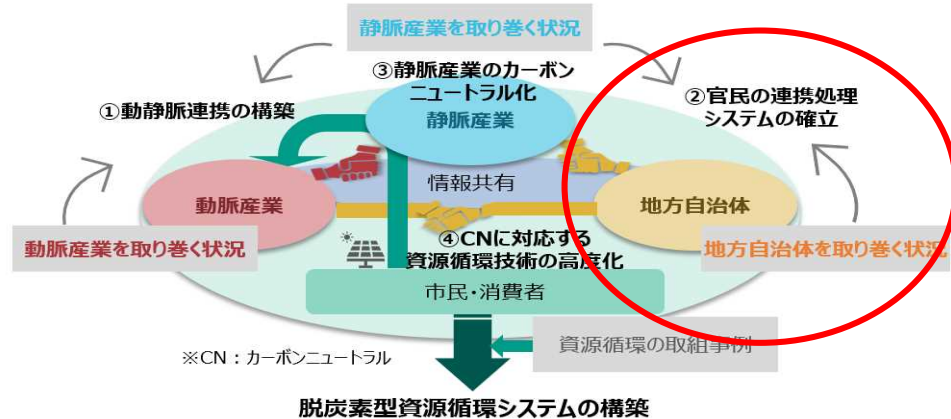 静脈産業を取り巻く状況
③静脈産業のカーボン
ニュートラル化
①動静脈連携の構築
②官民の連携処理
システムの確立
静脈産業
情報共有
動脈産業
地方自治体
動脈産業を取り巻く状況
④CNに対応する
資源循環技術の高度化
地方自治体を取り巻く状況
市民・消費者
※CN：カーボンニュートラル
資源循環の取組事例
脱炭素型資源循環システムの構築